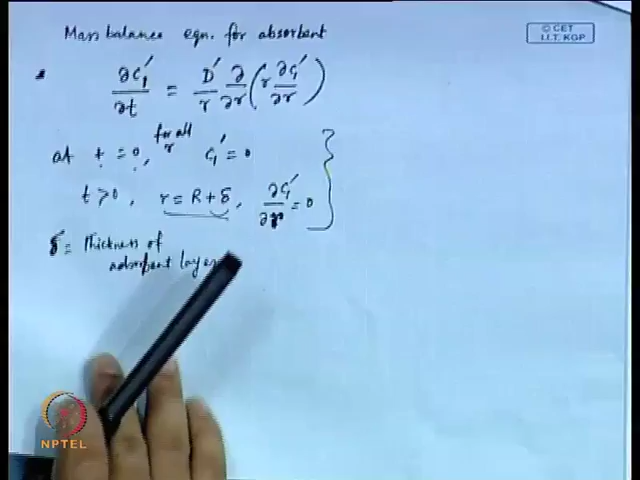 Mass balance eqn. for absorbent
© CET
I.I.T. KGP
∂C₁'/∂t = D'/r ∂/∂r (r ∂C₁'/∂r)
at t = 0, for all r C₁' = 0
t > 0, r = R + δ, ∂C₁'/∂r = 0
δ = Thickness of
adsorbent layer
NPTEL